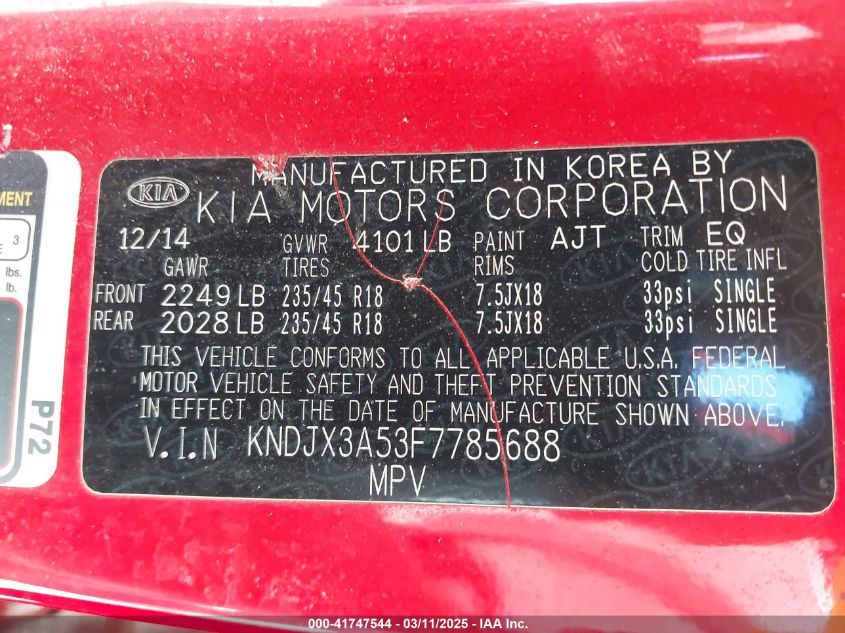 MANUFACTURED IN KOREA BY
KIA KIA MOTORS CORPORATION
12/14 GVWR 4101 LB PAINT AJT TRIM EQ
GAWR TIRES RIMS COLD TIRE INFL
FRONT 2249 LB 235/45 R18 7.5JX18 33psi SINGLE
REAR 2028 LB 235/45 R18 7.5JX18 33psi SINGLE
THIS VEHICLE CONFORMS TO ALL APPLICABLE U.S.A. FEDERAL
MOTOR VEHICLE SAFETY AND THEFT PREVENTION STANDARDS
IN EFFECT ON THE DATE OF MANUFACTURE SHOWN ABOVE.
V.I.N KNDJX3A53F7785688
MPV
3
lbs.
lbs.
P72
000-41747544 - 03/11/2025 - IAAI.COM